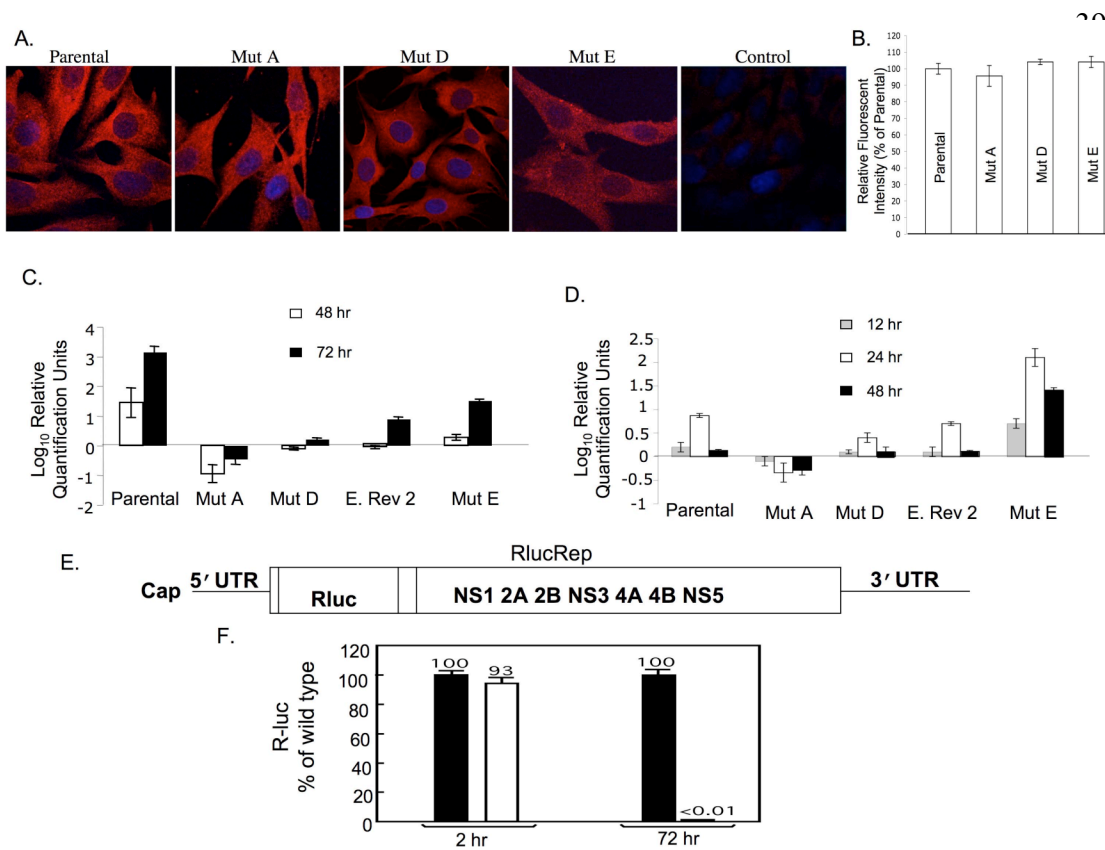 A.
Parental Mut A Mut D Mut E Control
B.
Relative Fluorescent
Intensity (% of Parental)
120
110
100
90
80
70
60
50
40
30
20
10
0
Parental
Mut A
Mut D
Mut E
C.
48 hr
72 hr
Log10 Relative
Quantification Units
4
3
2
1
0
-1
-2
Parental Mut A Mut D E. Rev 2 Mut E
D.
12 hr
24 hr
48 hr
Log10 Relative
Quantification Units
2.5
2
1.5
1
0.5
0
-0.5
-1
Parental Mut A Mut D E. Rev 2 Mut E
E.
RlucRep
Cap 5′ UTR Rluc NS1 2A 2B NS3 4A 4B NS5 3′ UTR
F.
R-luc
% of wild type
120
100
80
60
40
20
0
100 93 100 <0.01
2 hr 72 hr